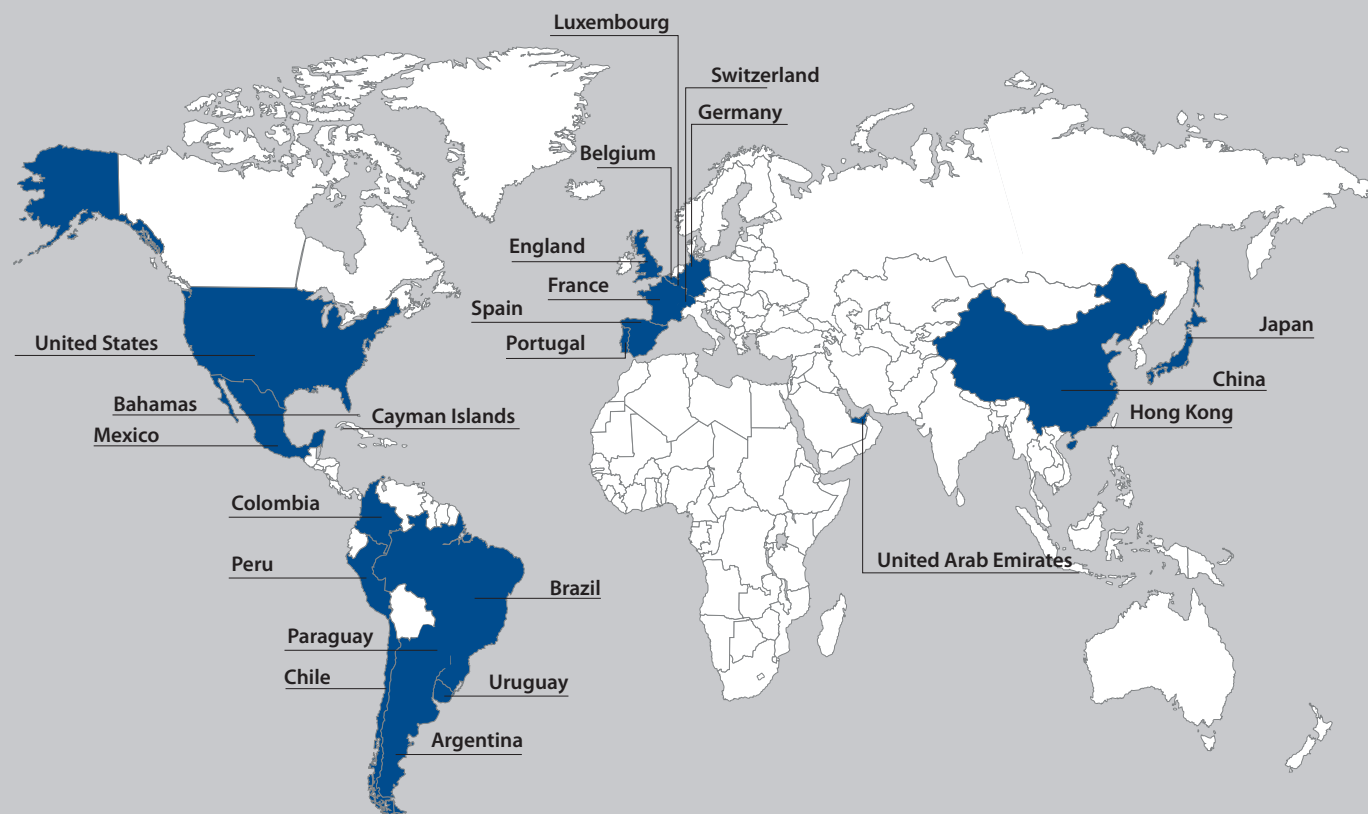 Luxembourg
Switzerland
Germany
Belgium
England
France
Spain
Portugal
United States
Japan
China
Bahamas
Cayman Islands
Hong Kong
Mexico
Colombia
United Arab Emirates
Peru
Brazil
Paraguay
Chile
Uruguay
Argentina